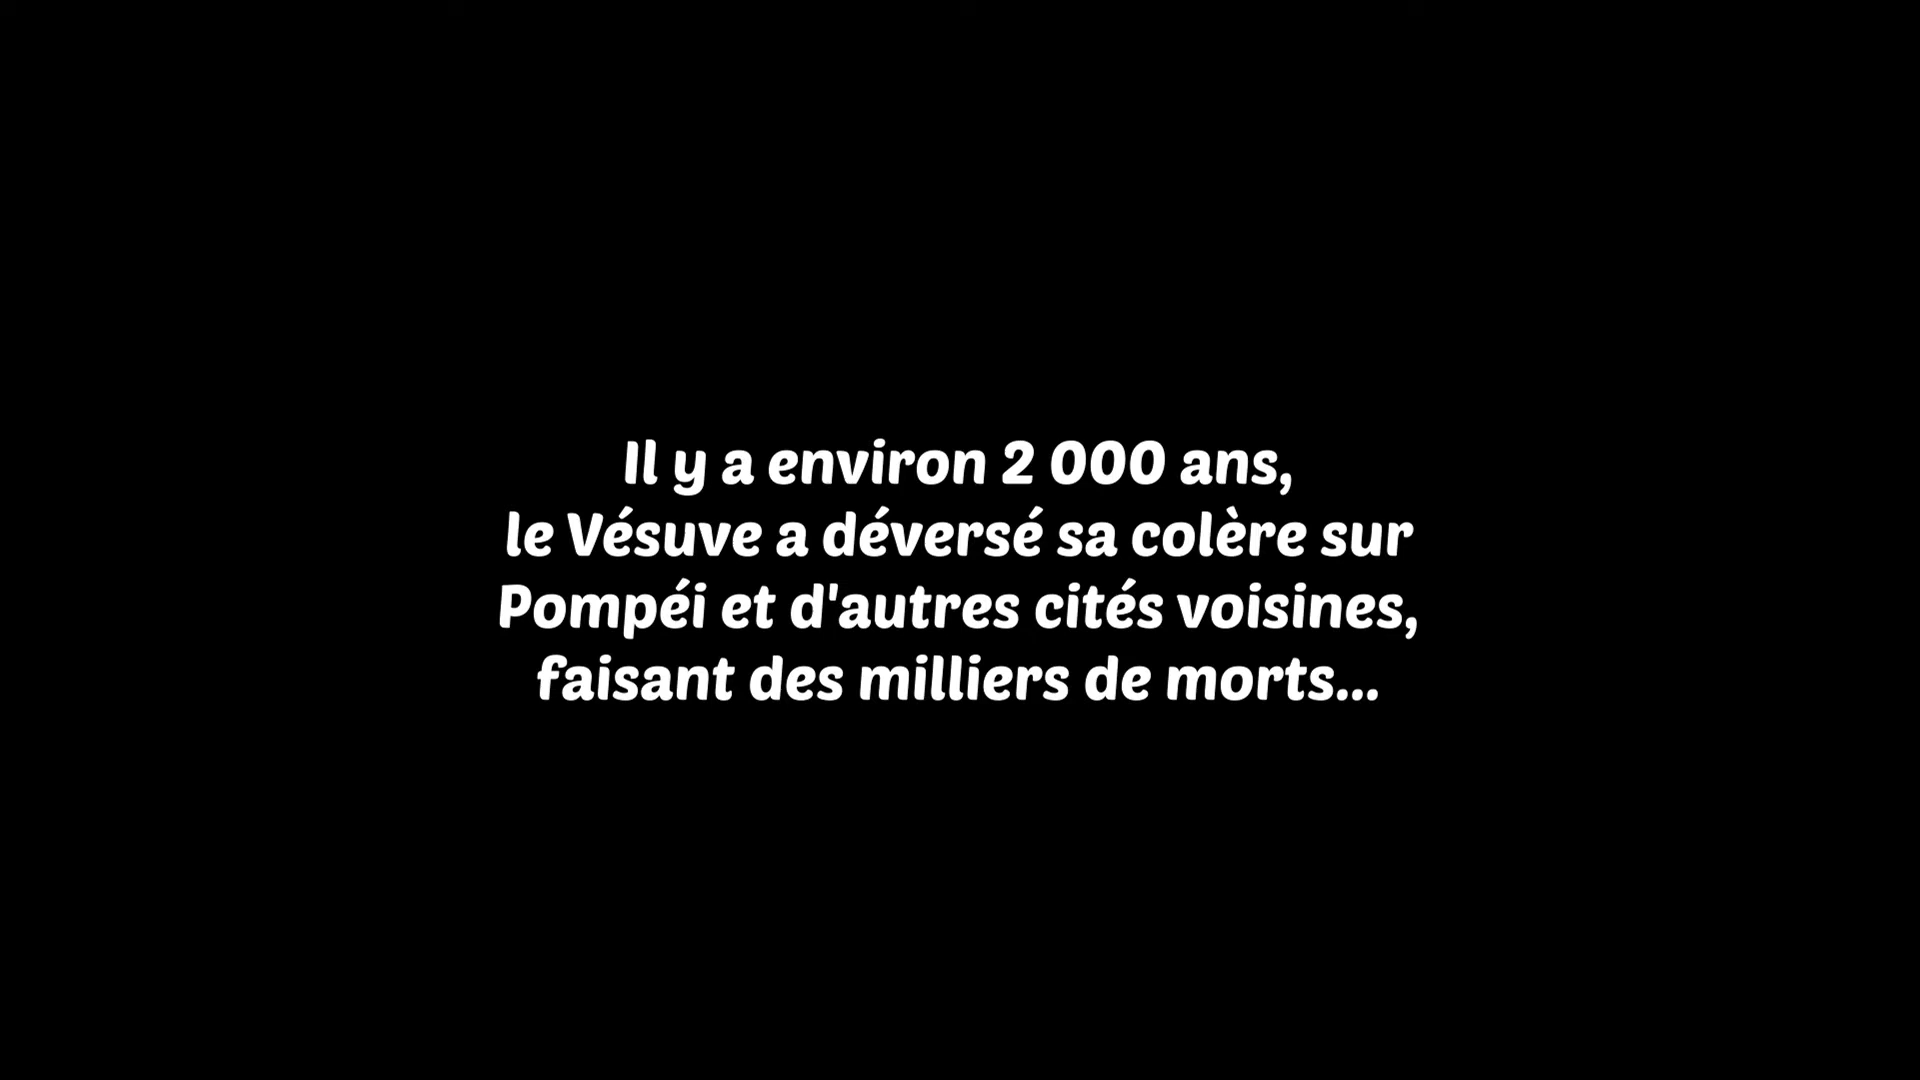 Il y a environ 2 000 ans,
le Vésuve a déversé sa colère sur
Pompéi et d'autres cités voisines,
faisant des milliers de morts...